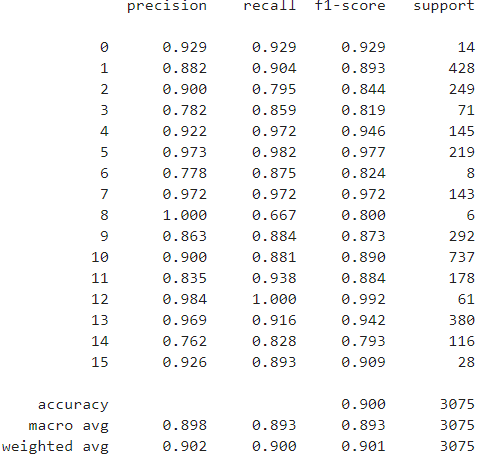 precision recall f1-score support
0 0.929 0.929 0.929 14
1 0.882 0.904 0.893 428
2 0.900 0.795 0.844 249
3 0.782 0.859 0.819 71
4 0.922 0.972 0.946 145
5 0.973 0.982 0.977 219
6 0.778 0.875 0.824 8
7 0.972 0.972 0.972 143
8 1.000 0.667 0.800 6
9 0.863 0.884 0.873 292
10 0.900 0.881 0.890 737
11 0.835 0.938 0.884 178
12 0.984 1.000 0.992 61
13 0.969 0.916 0.942 380
14 0.762 0.828 0.793 116
15 0.926 0.893 0.909 28
accuracy 0.900 3075
macro avg 0.898 0.893 0.893 3075
weighted avg 0.902 0.900 0.901 3075